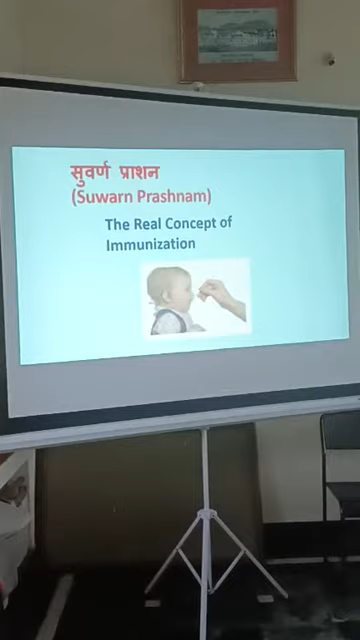 सुवर्ण प्राशन
(Suwarn Prashnam)
The Real Concept of
Immunization